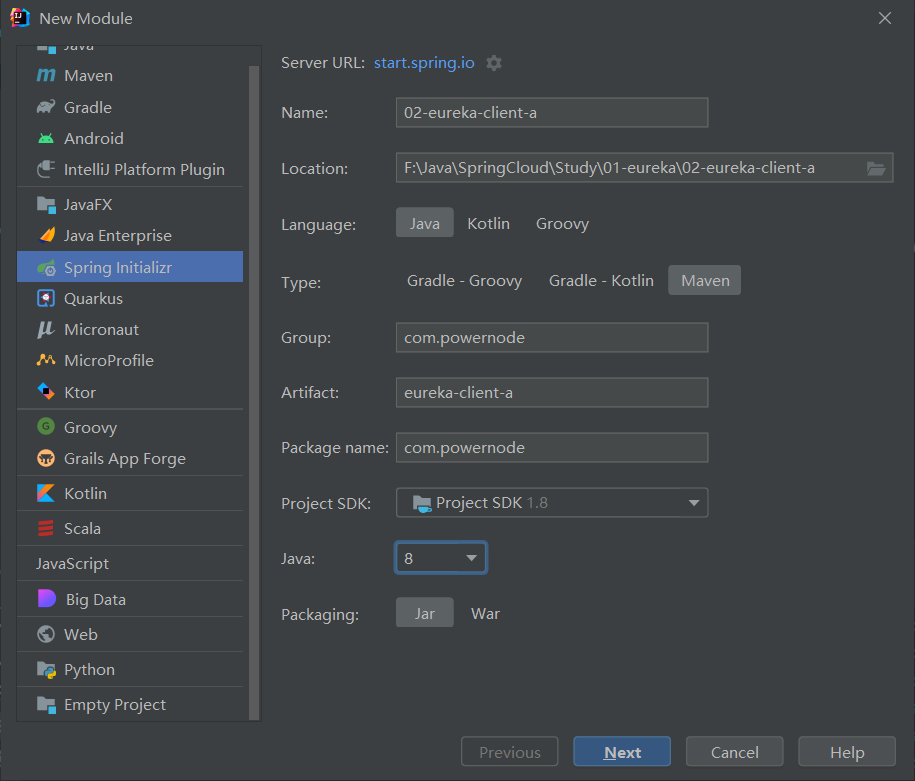 New Module
Java
Maven
Gradle
Android
IntelliJ Platform Plugin
JavaFX
Java Enterprise
Spring Initializr
Quarkus
Micronaut
MicroProfile
Ktor
Groovy
Grails App Forge
Kotlin
Scala
JavaScript
Big Data
Web
Python
Empty Project
Server URL: start.spring.io
Name: 02-eureka-client-a
Location: F:\Java\SpringCloud\Study\01-eureka\02-eureka-client-a
Language: Java Kotlin Groovy
Type: Gradle - Groovy Gradle - Kotlin Maven
Group: com.powernode
Artifact: eureka-client-a
Package name: com.powernode
Project SDK: Project SDK 1.8
Java: 8
Packaging: Jar War
Previous Next Cancel Help